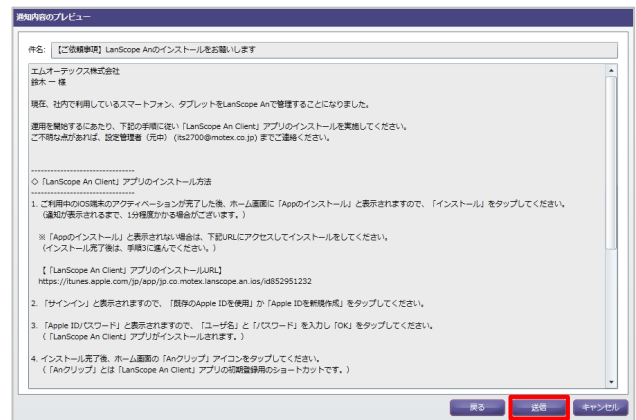 通知内容のプレビュー
件名: 【ご依頼事項】LanScope Anのインストールをお願いします
エムオーテックス株式会社
鈴木 一 様
現在、社内で利用しているスマートフォン、タブレットをLanScope Anで管理することになりました。
運用を開始するにあたり、下記の手順に従い「LanScope An Client」アプリのインストールを実施してください。
ご不明な点があれば、設定管理者（元中） (its2700@motex.co.jp) までご連絡ください。
--------------------------------
◇「LanScope An Client」アプリのインストール方法
--------------------------------
1. ご利用中のiOS端末のアクティベーションが完了した後、ホーム画面に「Appのインストール」と表示されますので、「インストール」をタップしてください。
（通知が表示されるまで、1分程度かかる場合がございます。）
※「Appのインストール」と表示されない場合は、下記URLにアクセスしてインストールをしてください。
（インストール完了後は、手順3に進んでください。）
【「LanScope An Client」アプリのインストールURL】
https://itunes.apple.com/jp/app/jp.co.motex.lanscope.an.ios/id852951232
2. 「サインイン」と表示されますので、「既存のApple IDを使用」か「Apple IDを新規作成」をタップしてください。
3. 「Apple IDパスワード」と表示されますので、「ユーザ名」と「パスワード」を入力し「OK」をタップしてください。
（「LanScope An Client」アプリがインストールされます。）
4. インストール完了後、ホーム画面の「Anクリップ」アイコンをタップしてください。
（「Anクリップ」とは「LanScope An Client」アプリの初期登録用のショートカットです。）
戻る 送信 キャンセル